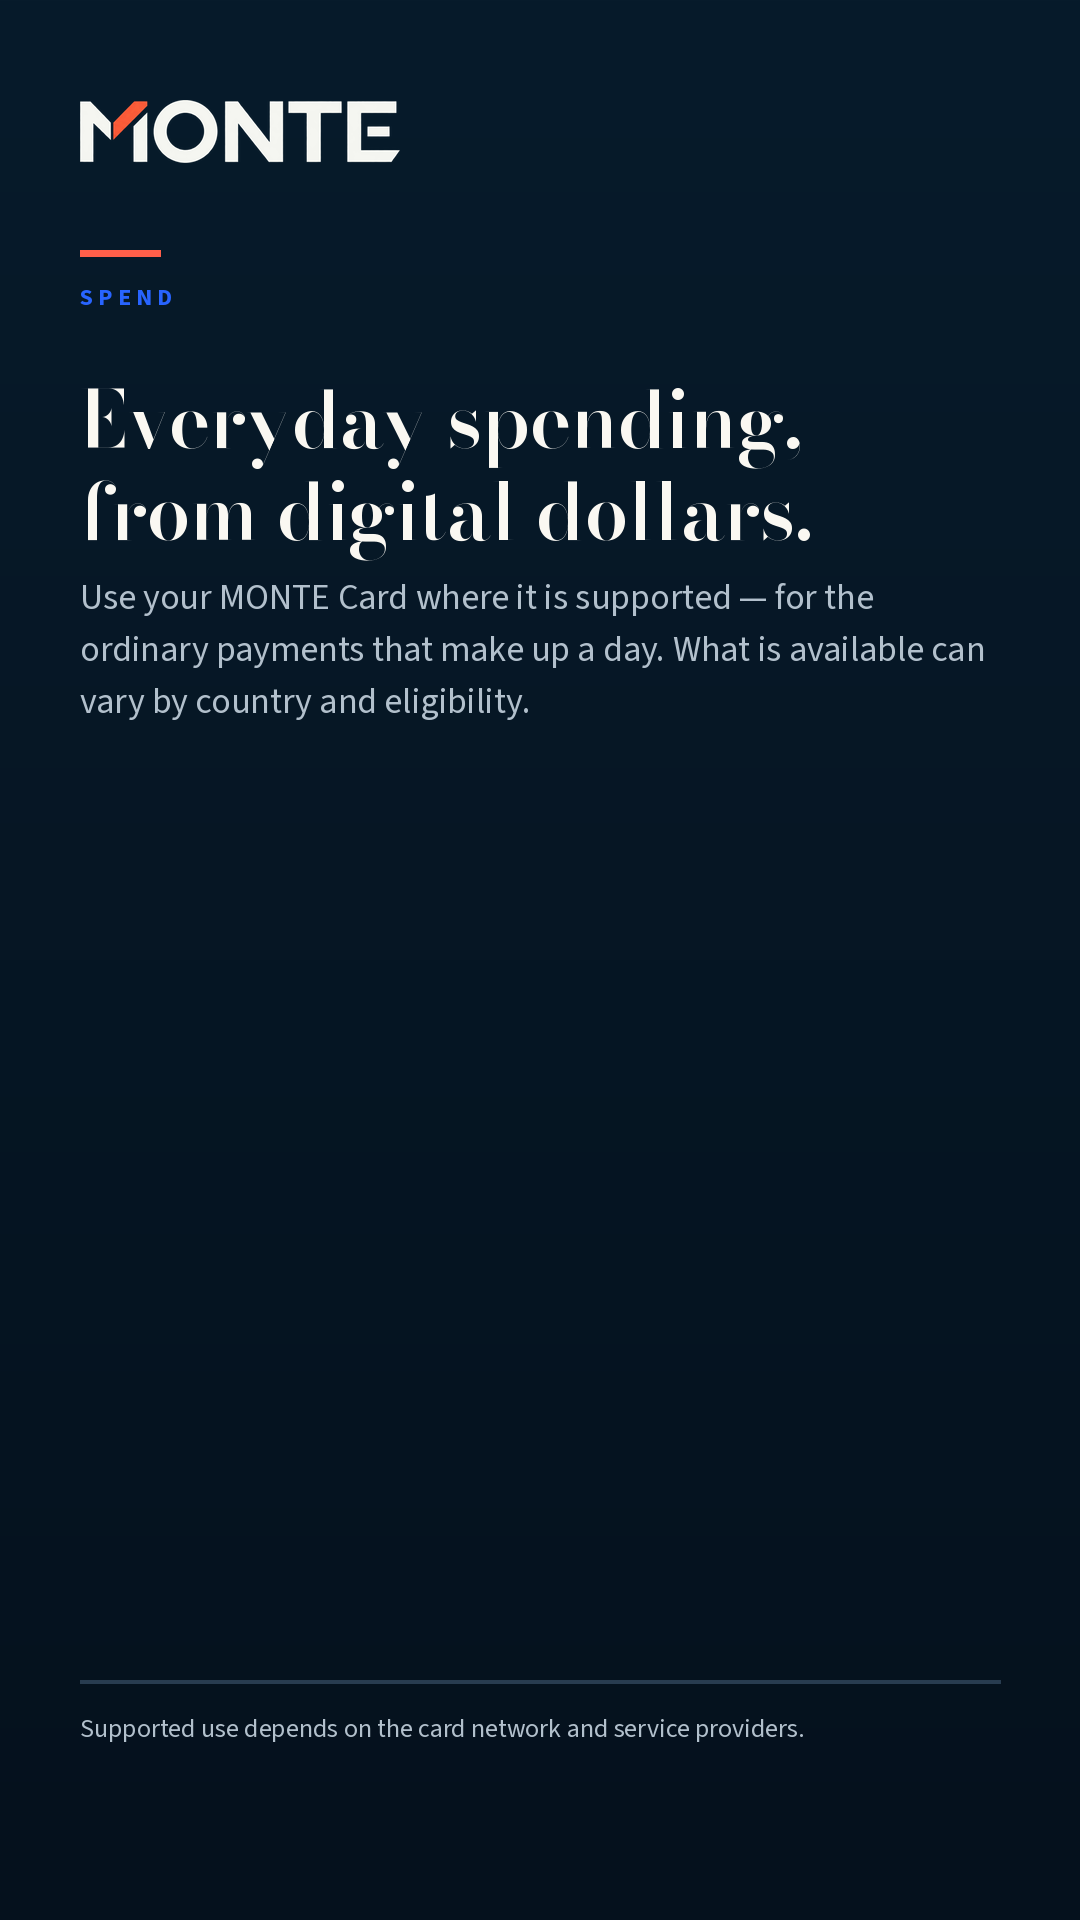 MONTE
SPEND
Everyday spending,
from digital dollars.
Use your MONTE Card where it is supported — for the
ordinary payments that make up a day. What is available can
vary by country and eligibility.
Supported use depends on the card network and service providers.